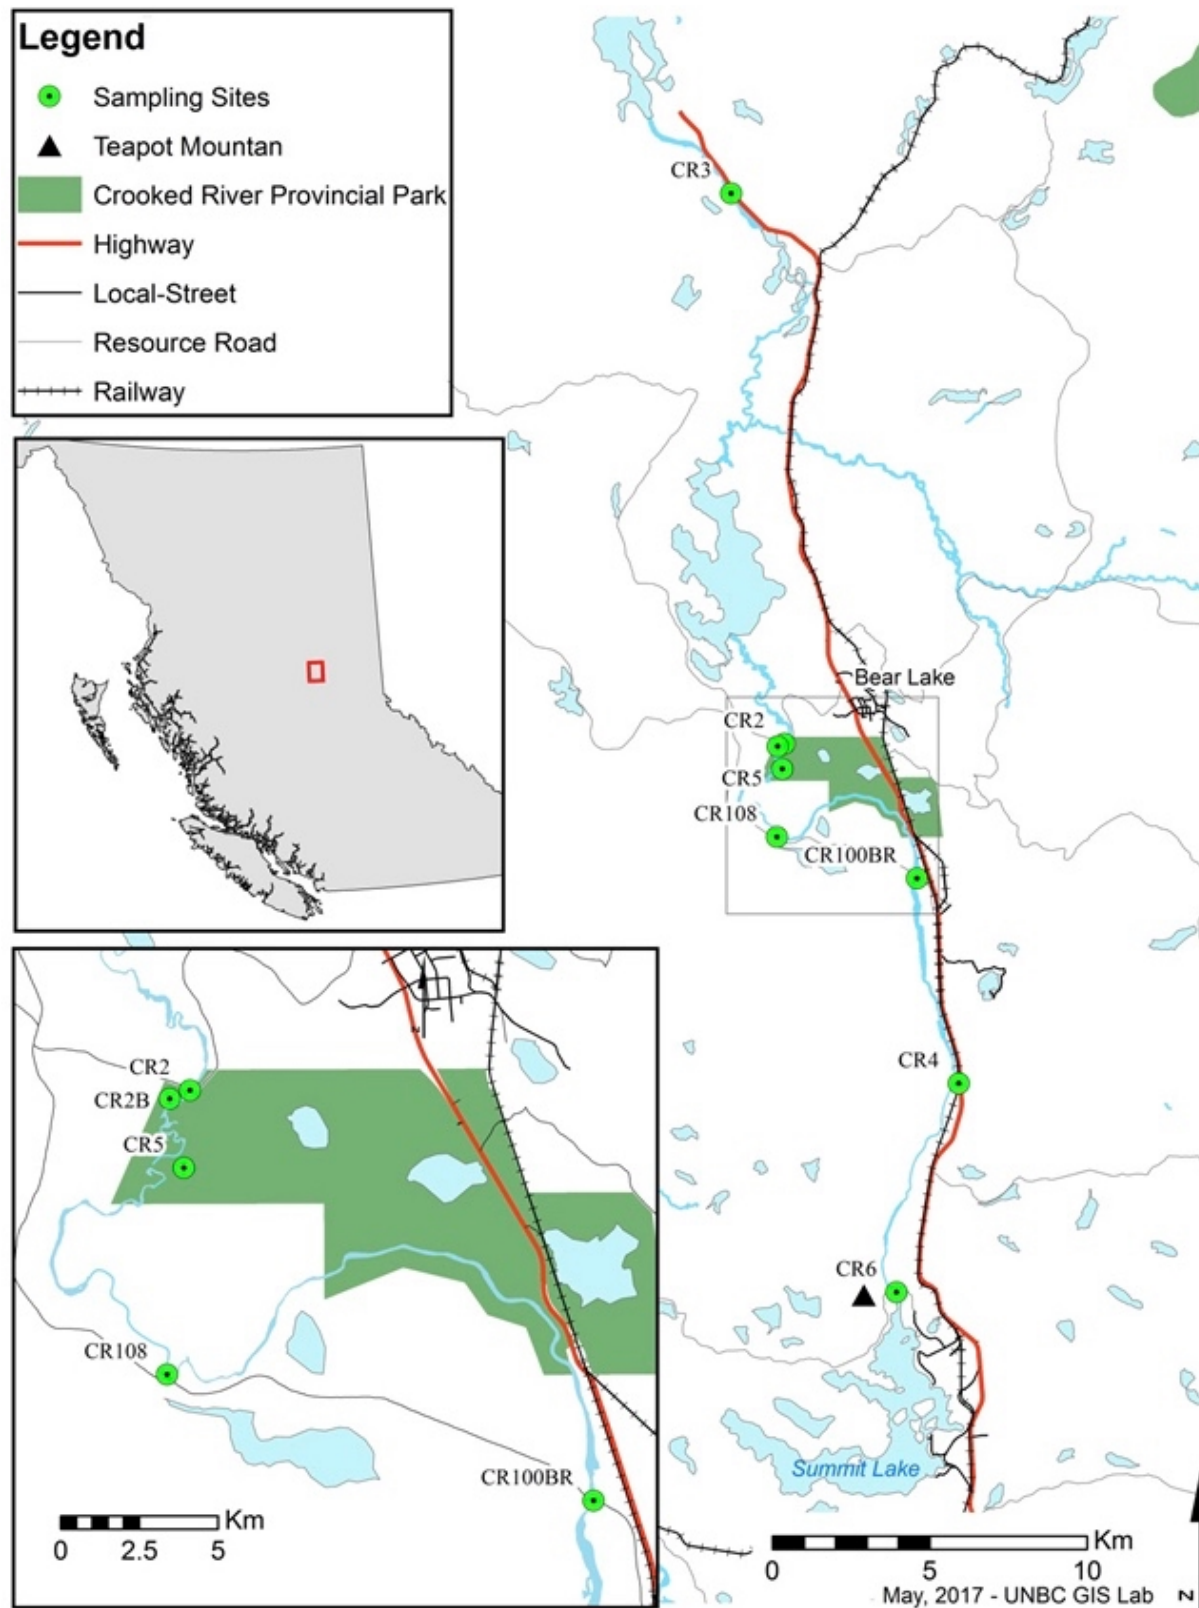 Legend
Sampling Sites
Teapot Mountan
Crooked River Provincial Park
Highway
Local-Street
Resource Road
Railway
CR3
Bear Lake
CR2
CR5
CR108
CR100BR
CR4
CR6
Summit Lake
Km
0 5 10
May, 2017 - UNBC GIS Lab
N
CR2
CR2B
CR5
CR108
CR100BR
Km
0 2.5 5
N